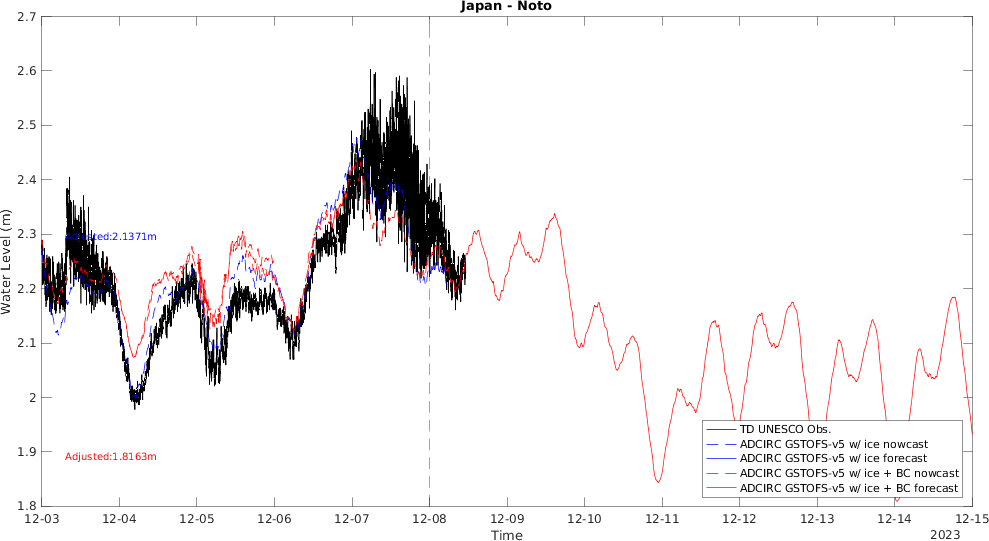 Japan - Noto
2.7
2.6
2.5
2.4
2.3
2.2
2.1
2
1.9
1.8
Water Level (m)
Adjusted:2.1371m
Adjusted:1.8163m
TD UNESCO Obs.
ADCIRC GSTOFS-v5 w/ ice nowcast
ADCIRC GSTOFS-v5 w/ ice forecast
ADCIRC GSTOFS-v5 w/ ice + BC nowcast
ADCIRC GSTOFS-v5 w/ ice + BC forecast
12-03 12-04 12-05 12-06 12-07 12-08 12-09 12-10 12-11 12-12 12-13 12-14 12-15
Time
2023